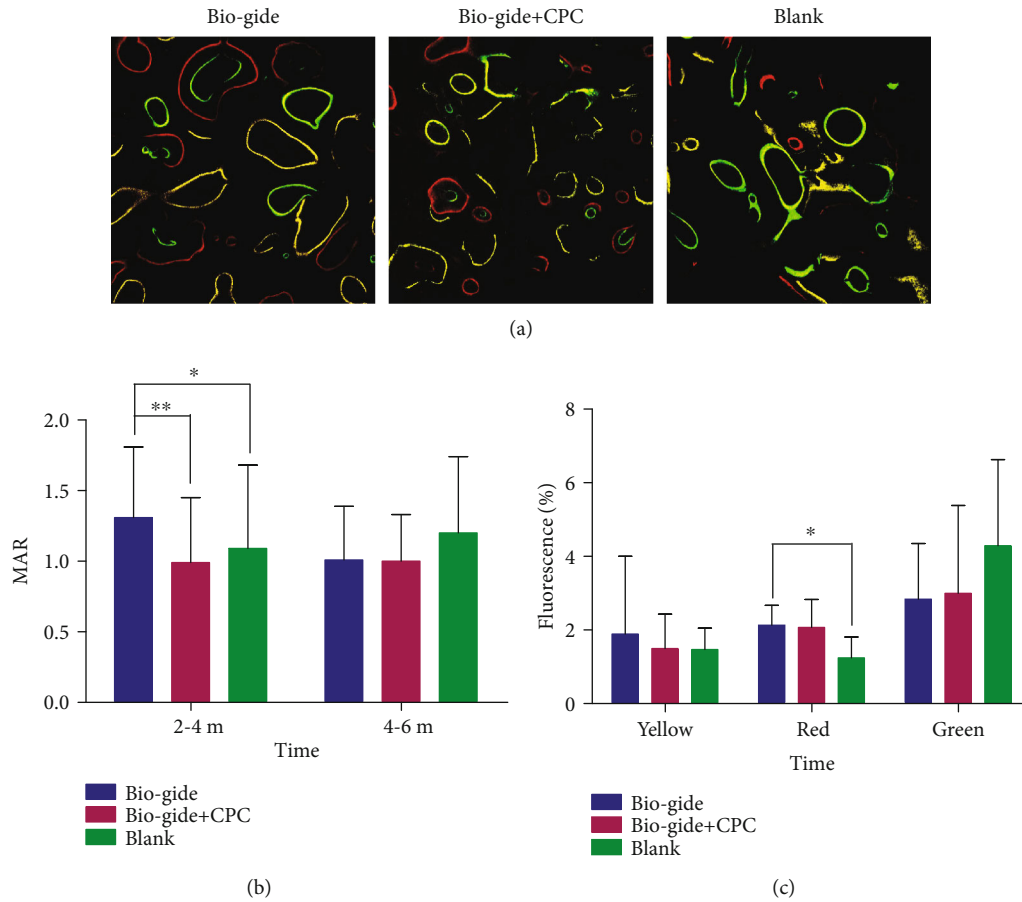 Bio-gide Bio-gide+CPC Blank
(a)
* 
**
2.0
1.5
1.0
0.5
0.0
MAR
2-4 m 4-6 m
Time
Bio-gide
Bio-gide+CPC
Blank
(b)
*
8
6
4
2
0
Fluorescence (%)
Yellow Red Green
Time
Bio-gide
Bio-gide+CPC
Blank
(c)